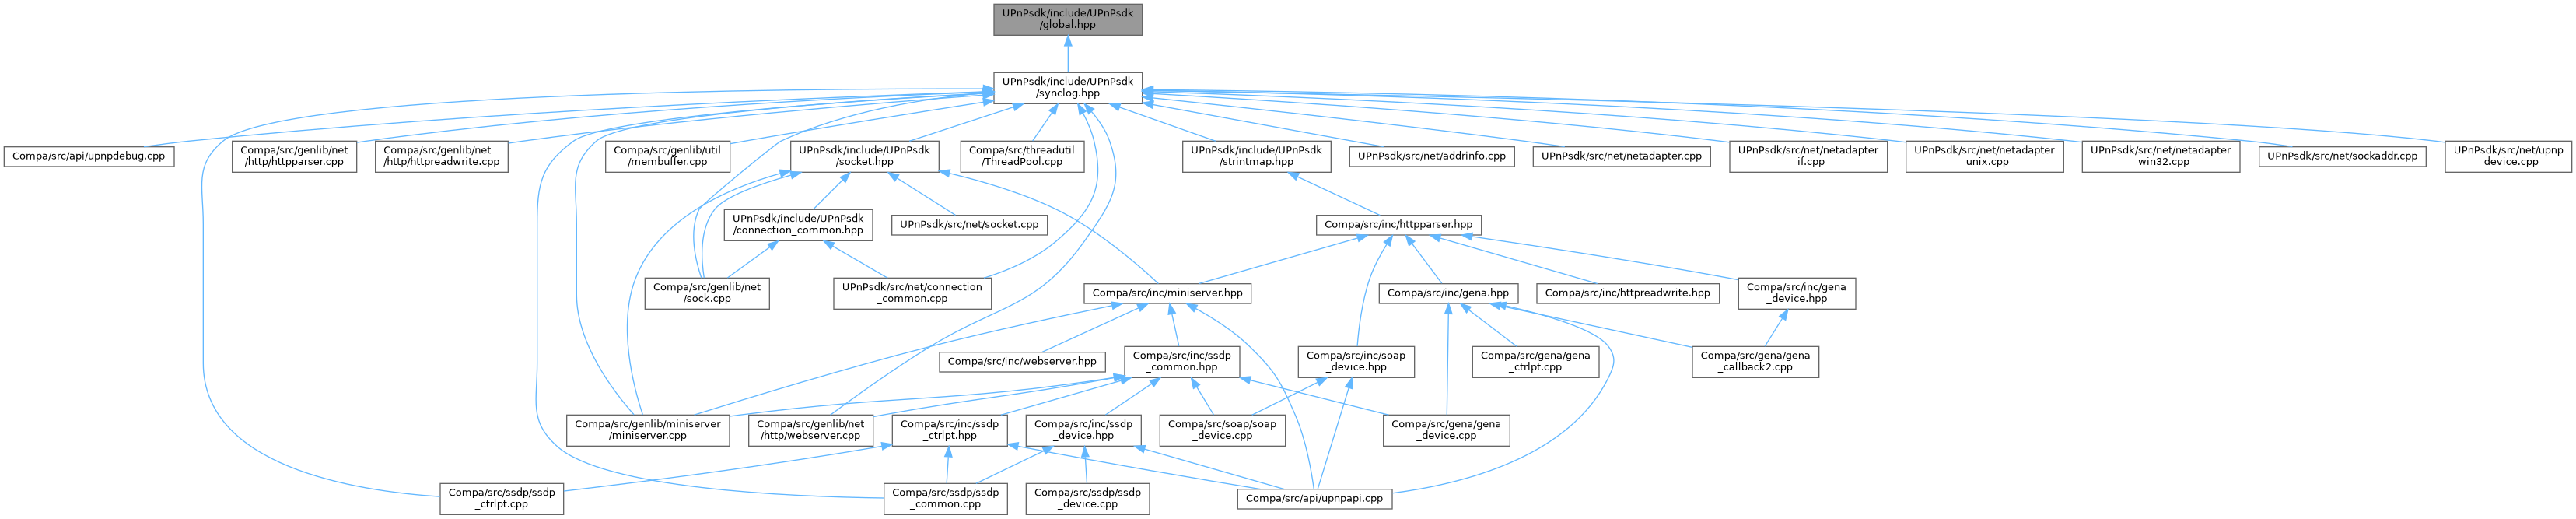 UPnPsdk/include/UPnPsdk
/global.hpp
UPnPsdk/include/UPnPsdk
/synclog.hpp
Compa/src/api/upnpdebug.cpp
Compa/src/genlib/net
/http/httpparser.cpp
Compa/src/genlib/net
/http/httpreadwrite.cpp
Compa/src/genlib/util
/membuffer.cpp
UPnPsdk/include/UPnPsdk
/socket.hpp
Compa/src/threadutil
/ThreadPool.cpp
UPnPsdk/include/UPnPsdk
/strintmap.hpp
UPnPsdk/src/net/addrinfo.cpp
UPnPsdk/src/net/netadapter.cpp
UPnPsdk/src/net/netadapter
_if.cpp
UPnPsdk/src/net/netadapter
_unix.cpp
UPnPsdk/src/net/netadapter
_win32.cpp
UPnPsdk/src/net/sockaddr.cpp
UPnPsdk/src/net/upnp
_device.cpp
UPnPsdk/include/UPnPsdk
/connection_common.hpp
UPnPsdk/src/net/socket.cpp
Compa/src/inc/httpparser.hpp
Compa/src/genlib/net
/sock.cpp
UPnPsdk/src/net/connection
_common.cpp
Compa/src/inc/miniserver.hpp
Compa/src/inc/gena.hpp
Compa/src/inc/httpreadwrite.hpp
Compa/src/inc/gena
_device.hpp
Compa/src/inc/webserver.hpp
Compa/src/inc/ssdp
_common.hpp
Compa/src/inc/soap
_device.hpp
Compa/src/gena/gena
_ctrlpt.cpp
Compa/src/gena/gena
_callback2.cpp
Compa/src/genlib/miniserver
/miniserver.cpp
Compa/src/genlib/net
/http/webserver.cpp
Compa/src/inc/ssdp
_ctrlpt.hpp
Compa/src/inc/ssdp
_device.hpp
Compa/src/soap/soap
_device.cpp
Compa/src/gena/gena
_device.cpp
Compa/src/ssdp/ssdp
_ctrlpt.cpp
Compa/src/ssdp/ssdp
_common.cpp
Compa/src/ssdp/ssdp
_device.cpp
Compa/src/api/upnpapi.cpp